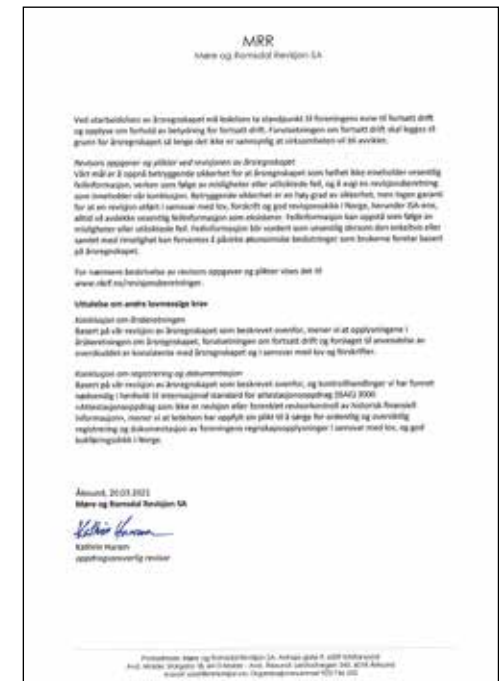 MRR
Møre og Romsdal Revisjon SA
Ved utarbeidelsen av årsregnskapet må ledelsen ta standpunkt til foreningens evne til fortsatt drift
og opplyse om forhold av betydning for fortsatt drift. Forutsetningen om fortsatt drift skal legges til
grunn for årsregnskapet så lenge det ikke er sannsynlig at virksomheten vil bli avviklet.
Revisors oppgaver og plikter ved revisjonen av årsregnskapet
Vårt mål er å oppnå betryggende sikkerhet for at årsregnskapet som helhet ikke inneholder vesentlig
feilinformasjon, verken som følge av misligheter eller utilsiktede feil, og å avgi en revisjonsberetning
som inneholder vår konklusjon. Betryggende sikkerhet er en høy grad av sikkerhet, men ingen garanti
for at en revisjon utført i samsvar med lov, forskrift og god revisjonsskikk i Norge, herunder ISA-ene,
alltid vil avdekke vesentlig feilinformasjon som eksisterer. Feilinformasjon kan oppstå som følge av
misligheter eller utilsiktede feil. Feilinformasjon blir vurdert som vesentlig dersom den enkeltvis eller
samlet med rimelighet kan forventes å påvirke økonomiske beslutninger som brukerne foretar basert
på årsregnskapet.
For nærmere beskrivelse av revisors oppgaver og plikter vises det til
www.nkrf.no/revisjonsberetninger.
Uttalelse om andre lovmessige krav
Konklusjon om årsberetningen
Basert på vår revisjon av årsregnskapet som beskrevet ovenfor, mener vi at opplysningene i
årsberetningen om årsregnskapet, forutsetningen om fortsatt drift og forslaget til anvendelse av
overskuddet er konsistente med årsregnskapet og i samsvar med lov og forskrifter.
Konklusjon om registrering og dokumentasjon
Basert på vår revisjon av årsregnskapet som beskrevet ovenfor, og kontrollhandlinger vi har funnet
nødvendig i henhold til internasjonal standard for attestasjonsoppdrag (ISAE) 3000
«Attestasjonsoppdrag som ikke er revisjon eller forenklet revisorkontroll av historisk finansiell
informasjon», mener vi at ledelsen har oppfylt sin plikt til å sørge for ordentlig og oversiktlig
registrering og dokumentasjon av foreningens regnskapsopplysninger i samsvar med lov, og god
bokføringsskikk i Norge.
Ålesund, 20.03.2021
Møre og Romsdal Revisjon SA
Kathrin
Kathrin
oppdragsansvarlig revisor
Møre og Romsdal Revisjon SA